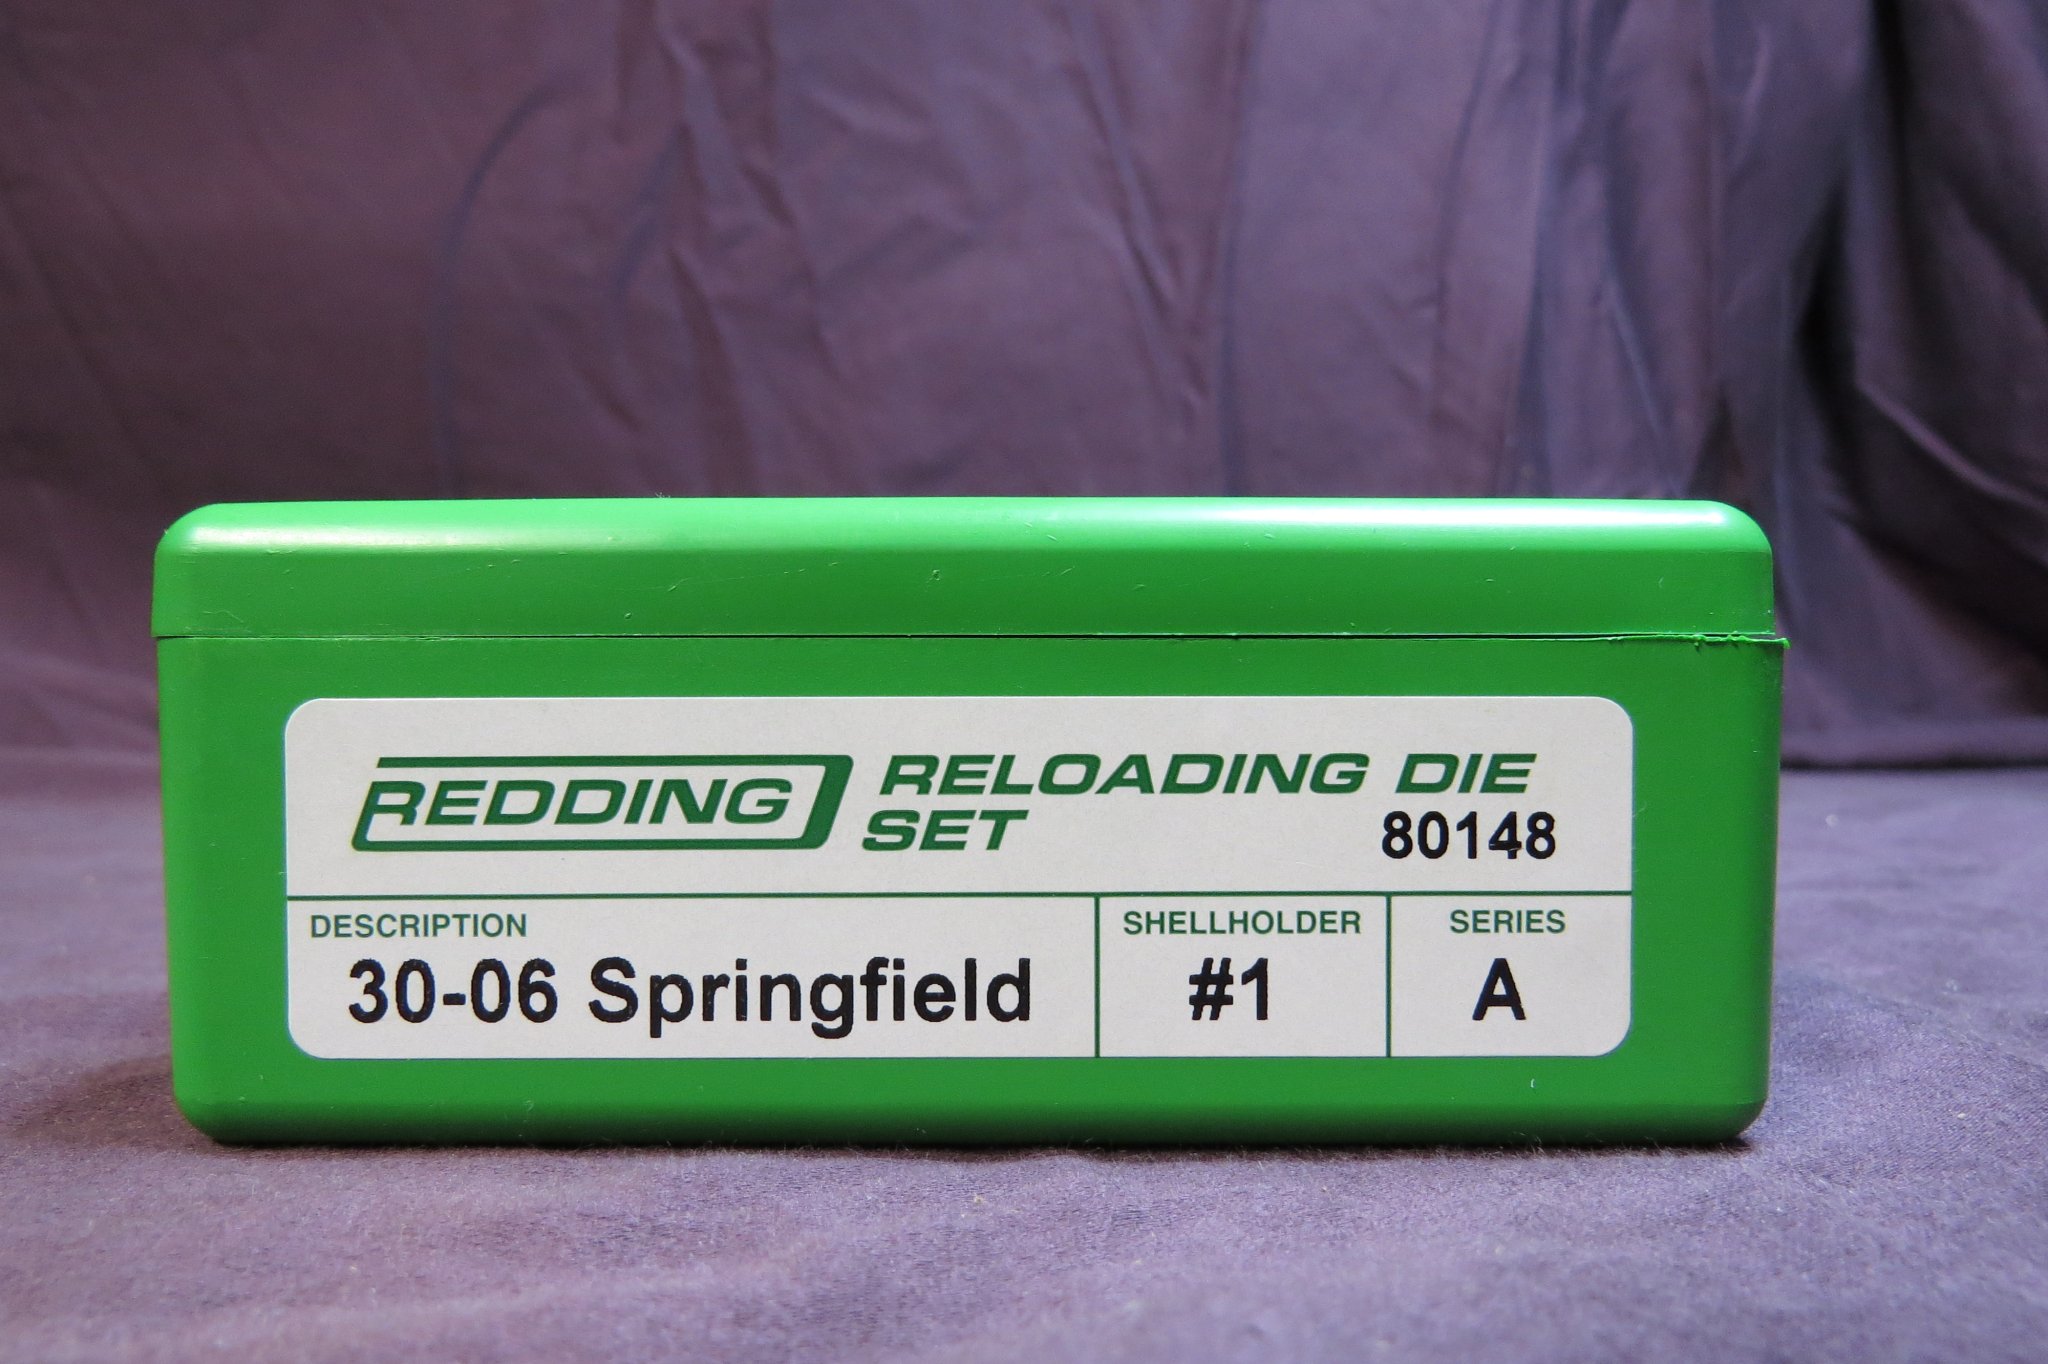 REDDING RELOADING DIE
SET 80148
DESCRIPTION SHELLHOLDER SERIES
30-06 Springfield #1 A